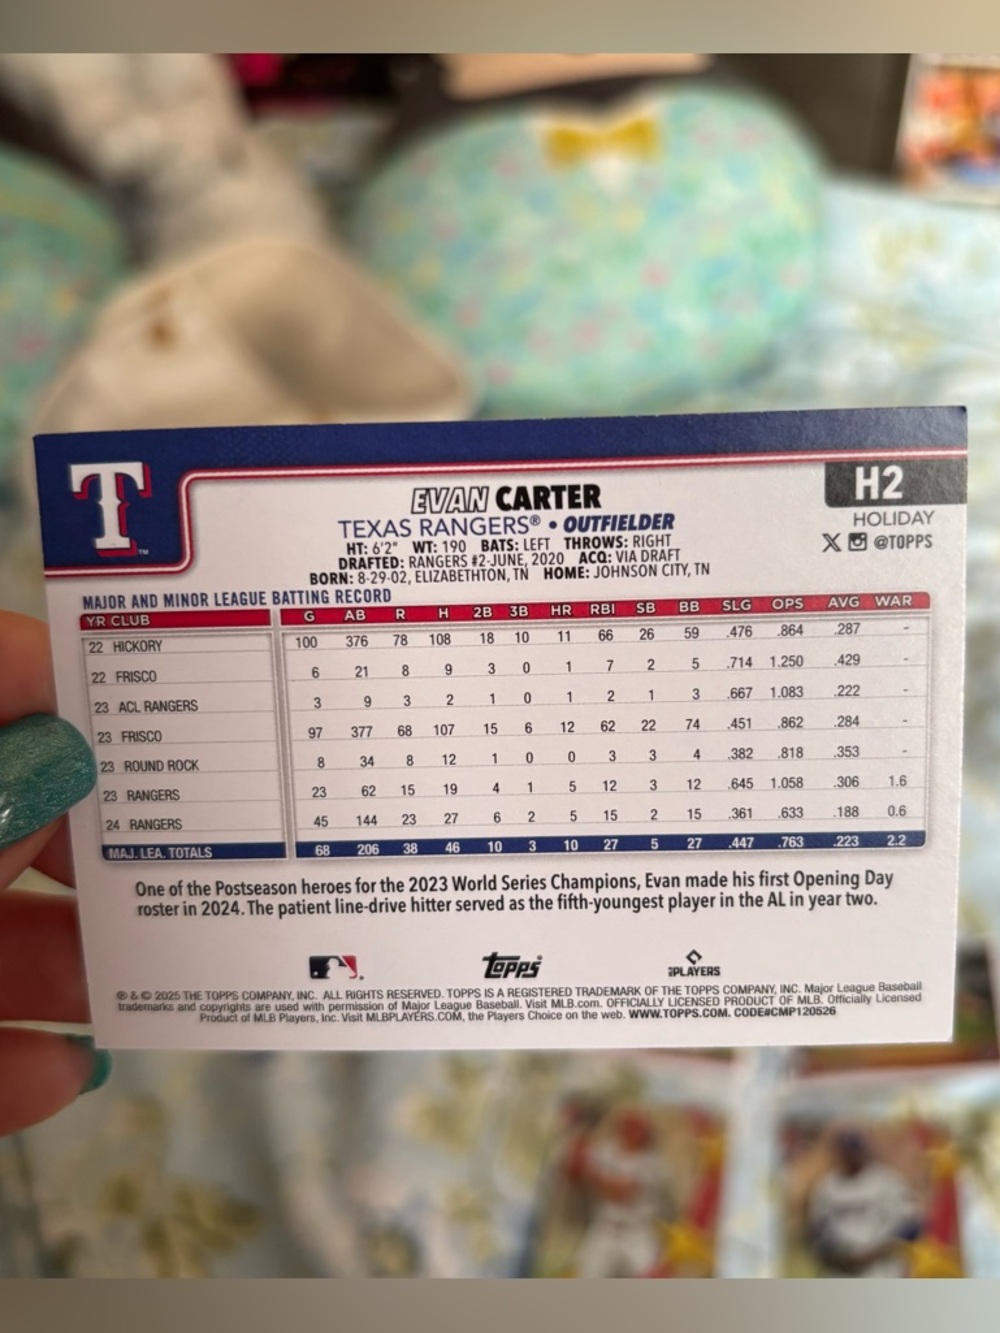 T
TM
H2
HOLIDAY
X @TOPPS
EVAN CARTER
TEXAS RANGERS® • OUTFIELDER
HT: 6'2" WT: 190 BATS: LEFT THROWS: RIGHT
DRAFTED: RANGERS #2-JUNE, 2020 ACQ: VIA DRAFT
BORN: 8-29-02, ELIZABETHTON, TN HOME: JOHNSON CITY, TN
MAJOR AND MINOR LEAGUE BATTING RECORD
YR CLUB G AB R H 2B 3B HR RBI SB BB SLG OPS AVG WAR
22 HICKORY 100 376 78 108 18 10 11 66 26 59 .476 .864 .287 -
22 FRISCO 6 21 8 9 3 0 1 7 2 5 .714 1.250 .429 -
23 ACL RANGERS 3 9 3 2 1 0 1 2 1 3 .667 1.083 .222 -
23 FRISCO 97 377 68 107 15 6 12 62 22 74 .451 .862 .284 -
23 ROUND ROCK 8 34 8 12 1 0 0 3 3 4 .382 .818 .353 -
23 RANGERS 23 62 15 19 4 1 5 12 3 12 .645 1.058 .306 1.6
24 RANGERS 45 144 23 27 6 2 5 15 2 15 .361 .633 .188 0.6
MAJ. LEA. TOTALS 68 206 38 46 10 3 10 27 5 27 .447 .763 .223 2.2
One of the Postseason heroes for the 2023 World Series Champions, Evan made his first Opening Day
roster in 2024. The patient line-drive hitter served as the fifth-youngest player in the AL in year two.
topps
MLB PLAYERS
® & © 2025 THE TOPPS COMPANY, INC. ALL RIGHTS RESERVED. TOPPS IS A REGISTERED TRADEMARK OF THE TOPPS COMPANY, INC. Major League Baseball
trademarks and copyrights are used with permission of Major League Baseball. Visit MLB.com. OFFICIALLY LICENSED PRODUCT OF MLB. Officially Licensed
Product of MLB Players, Inc. Visit MLBPLAYERS.COM, the Players Choice on the web. WWW.TOPPS.COM. CODE#CMP120526